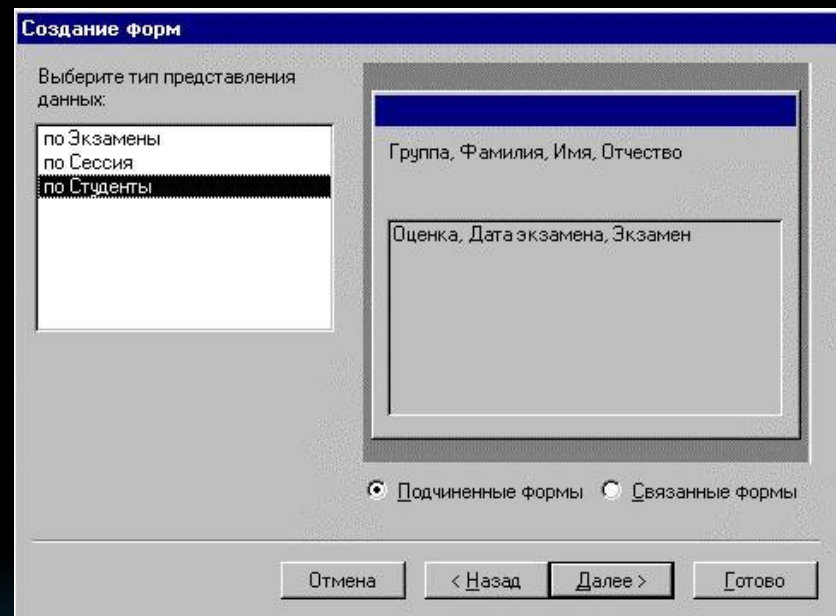 Создание форм
Выберите тип представления
данных:
по Экзамены
по Сессия
по Студенты
Группа, Фамилия, Имя, Отчество
Оценка, Дата экзамена, Экзамен
Подчиненные формы
Связанные формы
Отмена
< Назад
Далее >
Готово